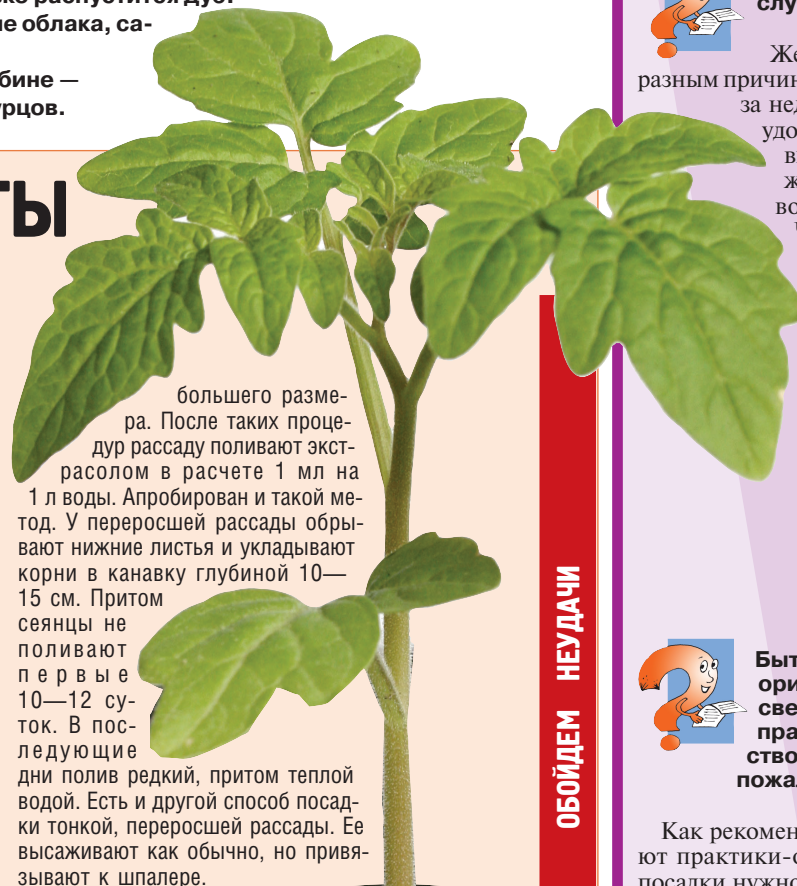 не облака, са-
бине —
урцов.
ТЫ
большего разме-
ра. После таких проце-
дур рассаду поливают экст-
расолом в расчете 1 мл на
1 л воды. Апробирован и такой ме-
тод. У переросшей рассады обры-
вают нижние листья и укладывают
корни в канавку глубиной 10—
15 см. Притом
сеянцы не
поливают
первые
10—12 су-
ток. В пос-
ледующие
дни полив редкий, притом теплой
водой. Есть и другой способ посад-
ки тонкой, переросшей рассады. Ее
высаживают как обычно, но привя-
зывают к шпалере.
ОБОЙДЕМ НЕУДАЧИ
слу
Же
разным причин
за нед
удо
в
ж
во
Быт
ори
све
пра
ство
пожа
Как рекомен
ют практики-о
посадки нужно